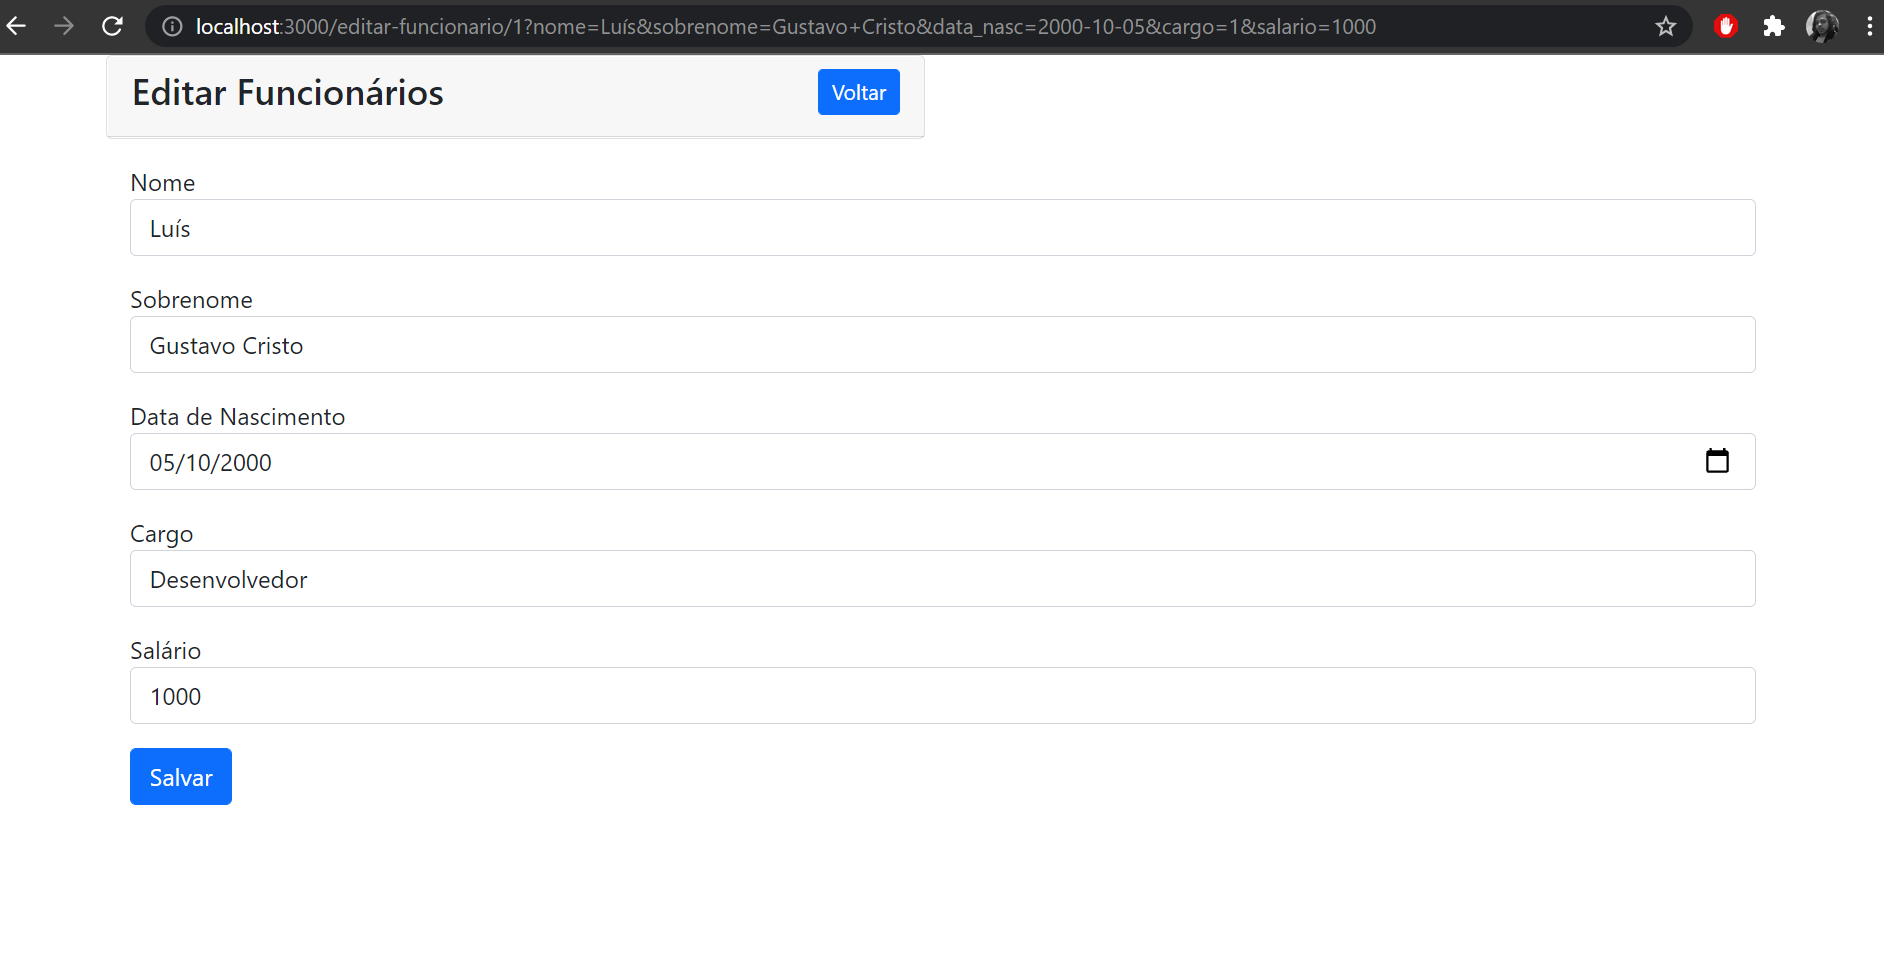 localhost:3000/editar-funcionario/1?nome=Luís&sobrenome=Gustavo+Cristo&data_nasc=2000-10-05&cargo=1&salario=1000
Editar Funcionários
Voltar
Nome
Luís
Sobrenome
Gustavo Cristo
Data de Nascimento
05/10/2000
Cargo
Desenvolvedor
Salário
1000
Salvar